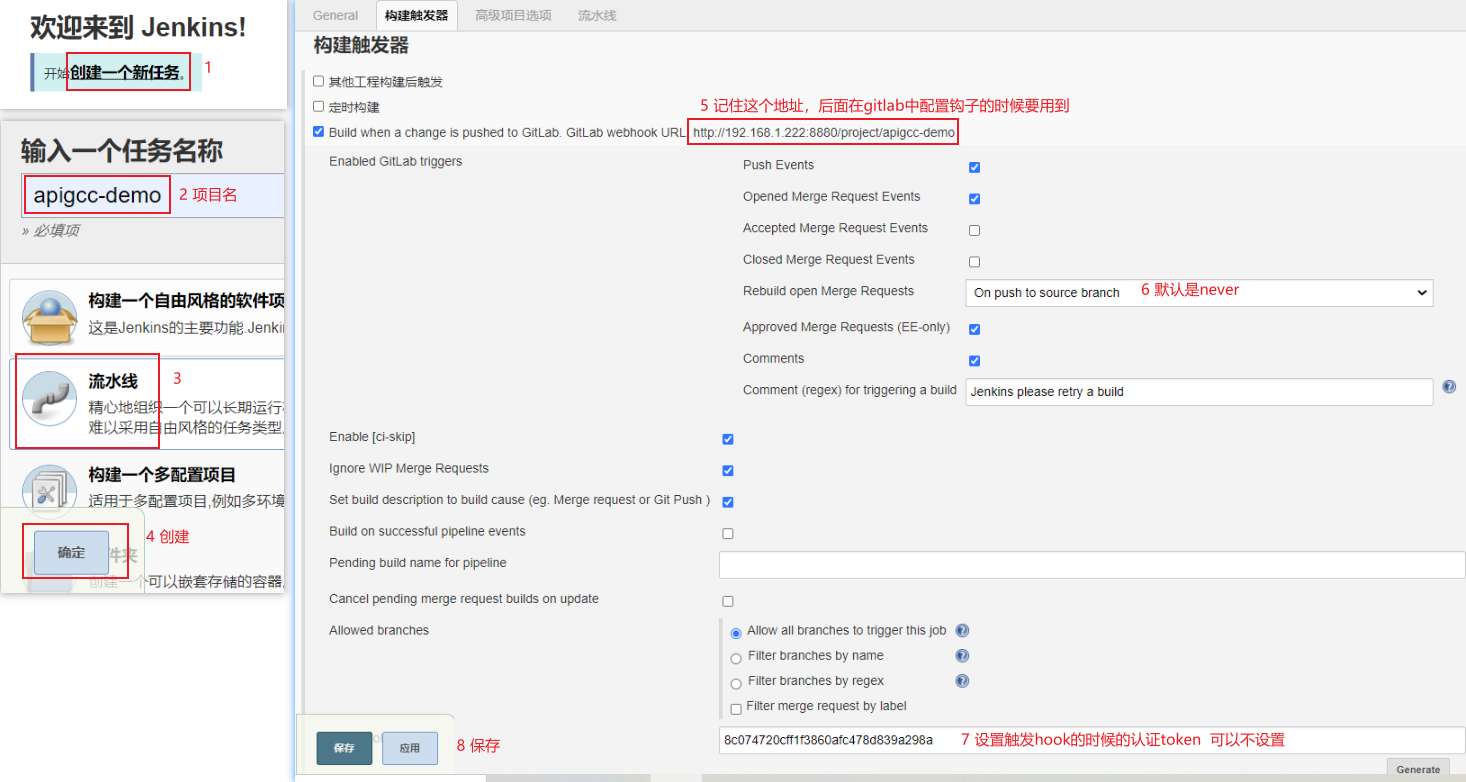 欢迎来到 Jenkins!
开始创建一个新任务。
1
输入一个任务名称
apigcc-demo
2 项目名
» 必填项
构建一个自由风格的软件项
这是Jenkins的主要功能.Jenki
流水线
3
精心地组织一个可以长期运行
难以采用自由风格的任务类型
构建一个多配置项目
适用于多配置项目,例如多环境
4 创建
确定
件夹
创建一个可以嵌套存储的容器
General 构建触发器 高级项目选项 流水线
构建触发器
其他工程构建后触发
定时构建
5 记住这个地址，后面在gitlab中配置钩子的时候要用到
Build when a change is pushed to GitLab. GitLab webhook URL: http://192.168.1.222:8880/project/apigcc-demo
Enabled GitLab triggers
Push Events
Opened Merge Request Events
Accepted Merge Request Events
Closed Merge Request Events
Rebuild open Merge Requests
On push to source branch
6 默认是never
Approved Merge Requests (EE-only)
Comments
Comment (regex) for triggering a build
Jenkins please retry a build
Enable [ci-skip]
Ignore WIP Merge Requests
Set build description to build cause (eg. Merge request or Git Push )
Build on successful pipeline events
Pending build name for pipeline
Cancel pending merge request builds on update
Allowed branches
Allow all branches to trigger this job
Filter branches by name
Filter branches by regex
Filter merge request by label
8c074720cff1f3860afc478d839a298a
7 设置触发hook的时候的认证token 可以不设置
保存
应用
8 保存
Generate